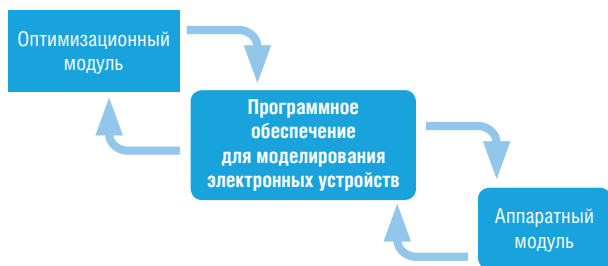 Оптимизационный
модуль
Программное
обеспечение
для моделирования
электронных устройств
Аппаратный
модуль